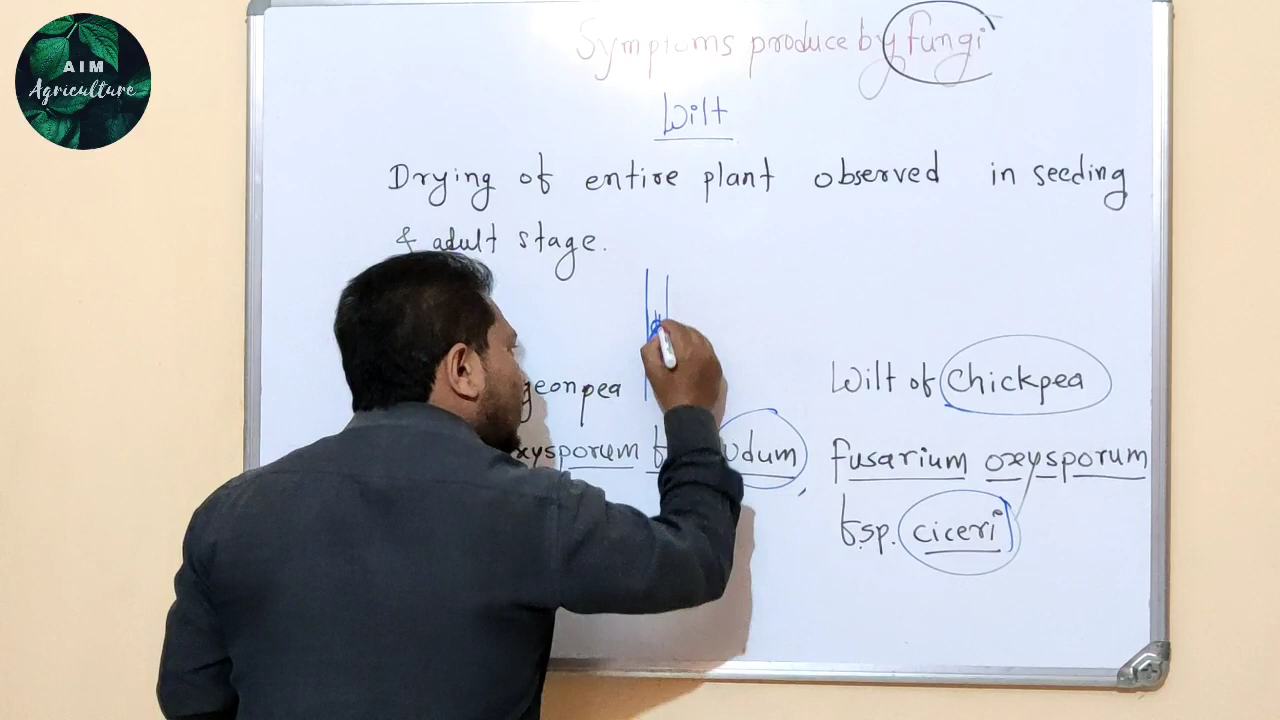 AIM
Agriculture
Symptoms produce by fungi
Wilt
Drying of entire plant observed in seeding
& adult stage.
geonpea
xysporum f udum,
Wilt of Chickpea
fusarium oxysporum
f.sp. ciceri